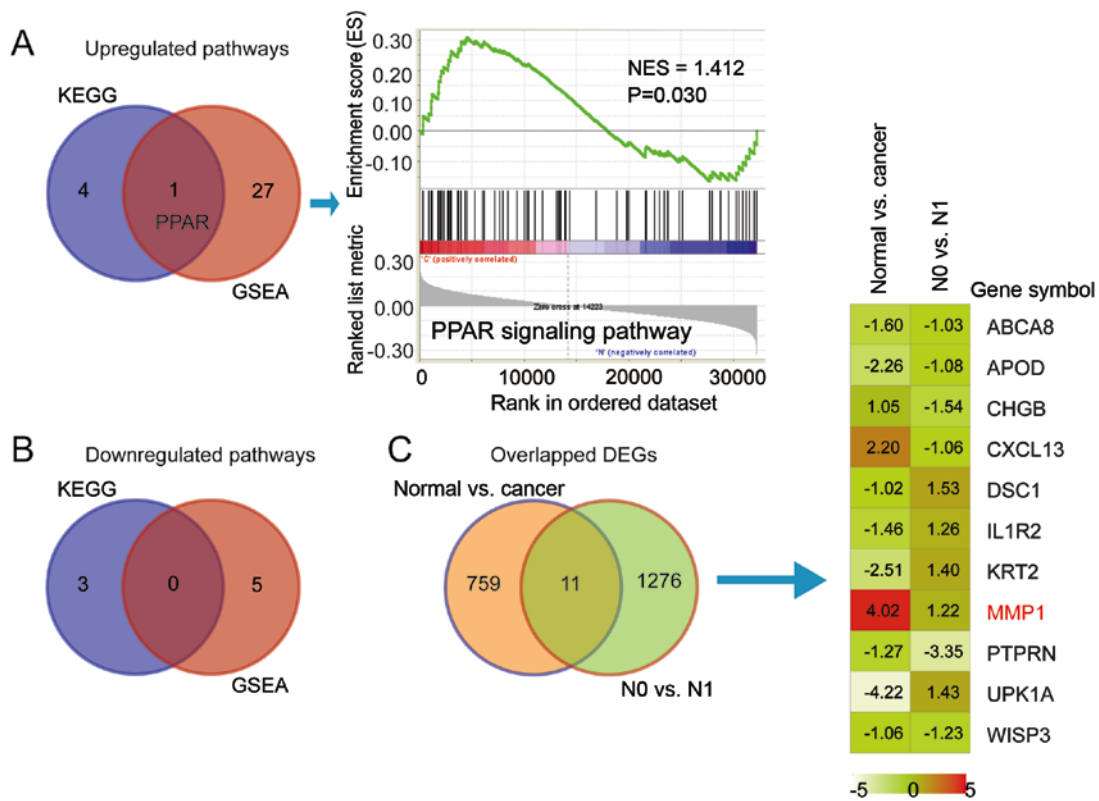 A
Upregulated pathways
KEGG
4
1
27
PPAR
GSEA
Enrichment score (ES)
0.30
0.20
0.10
0.00
-0.10
NES = 1.412
P=0.030
Ranked list metric
0.30
0.00
-0.30
'C' (positively correlated)
Zero cross at 14223
PPAR signaling pathway
'N' (negatively correlated)
0
10000
20000
30000
Rank in ordered dataset
B
Downregulated pathways
KEGG
3
0
5
GSEA
C
Overlapped DEGs
Normal vs. cancer
759
11
1276
N0 vs. N1
Normal vs. cancer
N0 vs. N1
Gene symbol
-1.60 -1.03 ABCA8
-2.26 -1.08 APOD
1.05 -1.54 CHGB
2.20 -1.06 CXCL13
-1.02 1.53 DSC1
-1.46 1.26 IL1R2
-2.51 1.40 KRT2
4.02 1.22 MMP1
-1.27 -3.35 PTPRN
-4.22 1.43 UPK1A
-1.06 -1.23 WISP3
-5 0 5